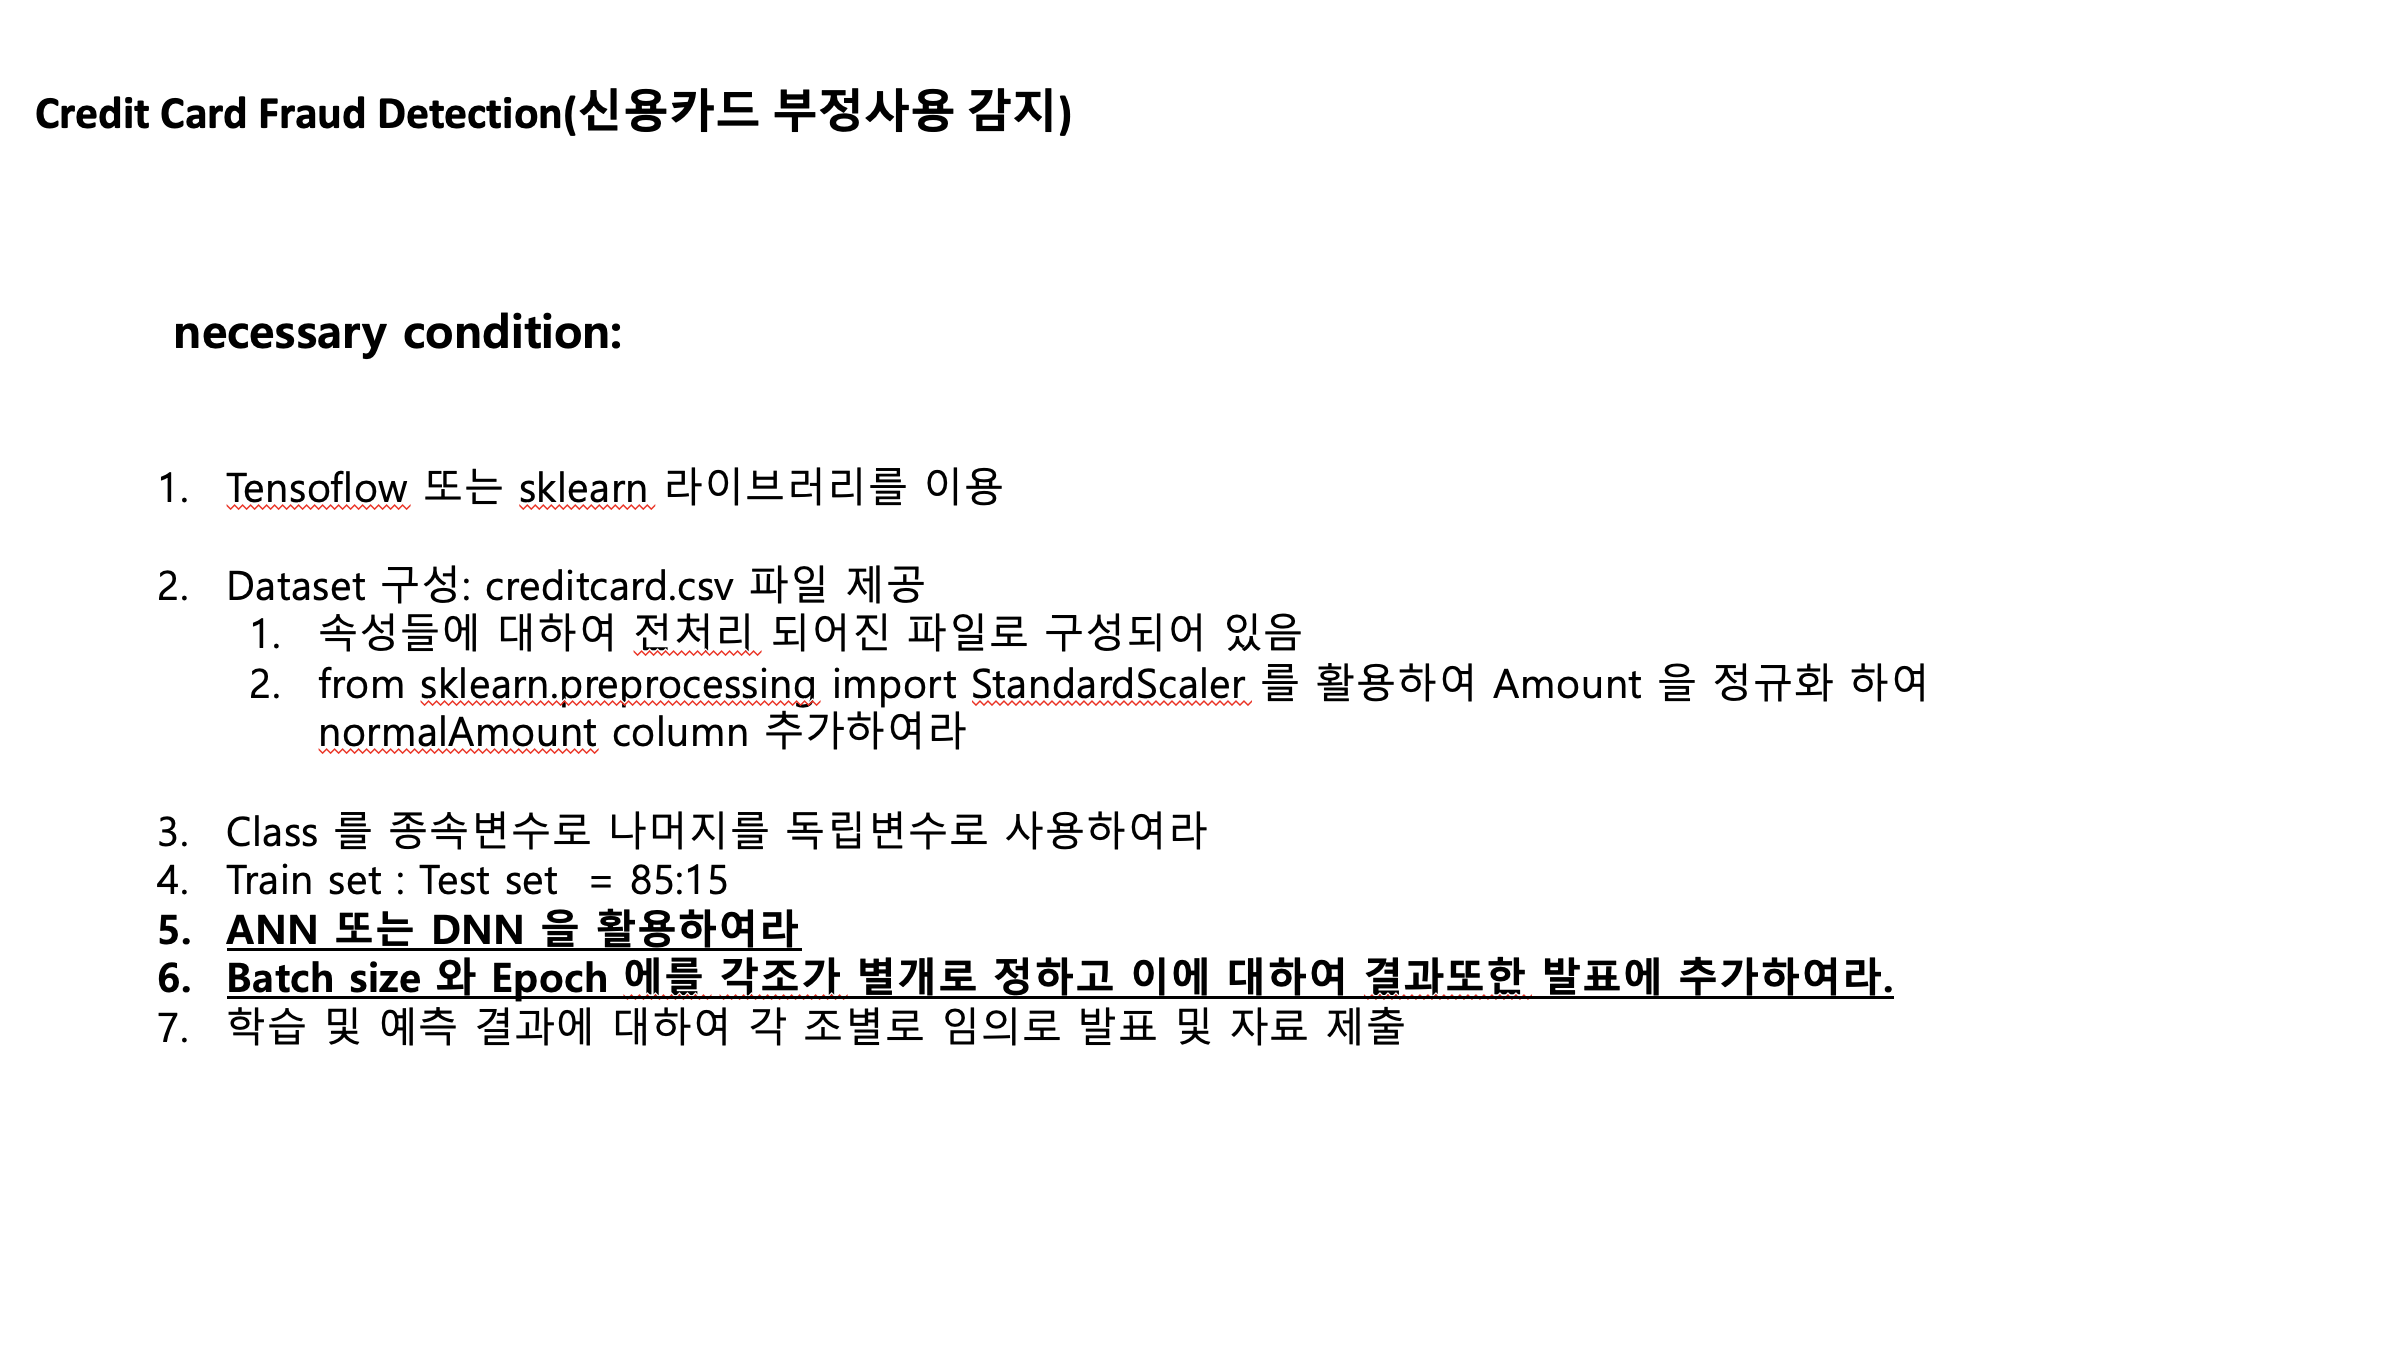 Credit Card Fraud Detection(신용카드 부정사용 감지)
necessary condition:
1. Tensoflow 또는 sklearn 라이브러리를 이용
2. Dataset 구성: creditcard.csv 파일 제공
1. 속성들에 대하여 전처리 되어진 파일로 구성되어 있음
2. from sklearn.preprocessing import StandardScaler 를 활용하여 Amount 을 정규화 하여
normalAmount column 추가하여라
3. Class 를 종속변수로 나머지를 독립변수로 사용하여라
4. Train set : Test set = 85:15
5. ANN 또는 DNN 을 활용하여라
6. Batch size 와 Epoch 에를 각조가 별개로 정하고 이에 대하여 결과또한 발표에 추가하여라.
7. 학습 및 예측 결과에 대하여 각 조별로 임의로 발표 및 자료 제출